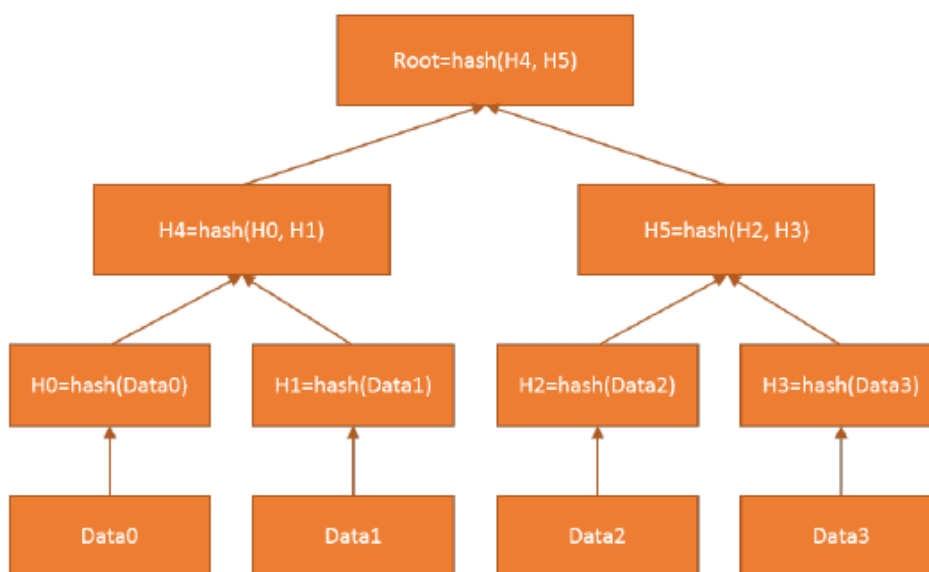 Root=hash(H4, H5)
H4=hash(H0, H1)
H5=hash(H2, H3)
H0=hash(Data0)
H1=hash(Data1)
H2=hash(Data2)
H3=hash(Data3)
Data0
Data1
Data2
Data3